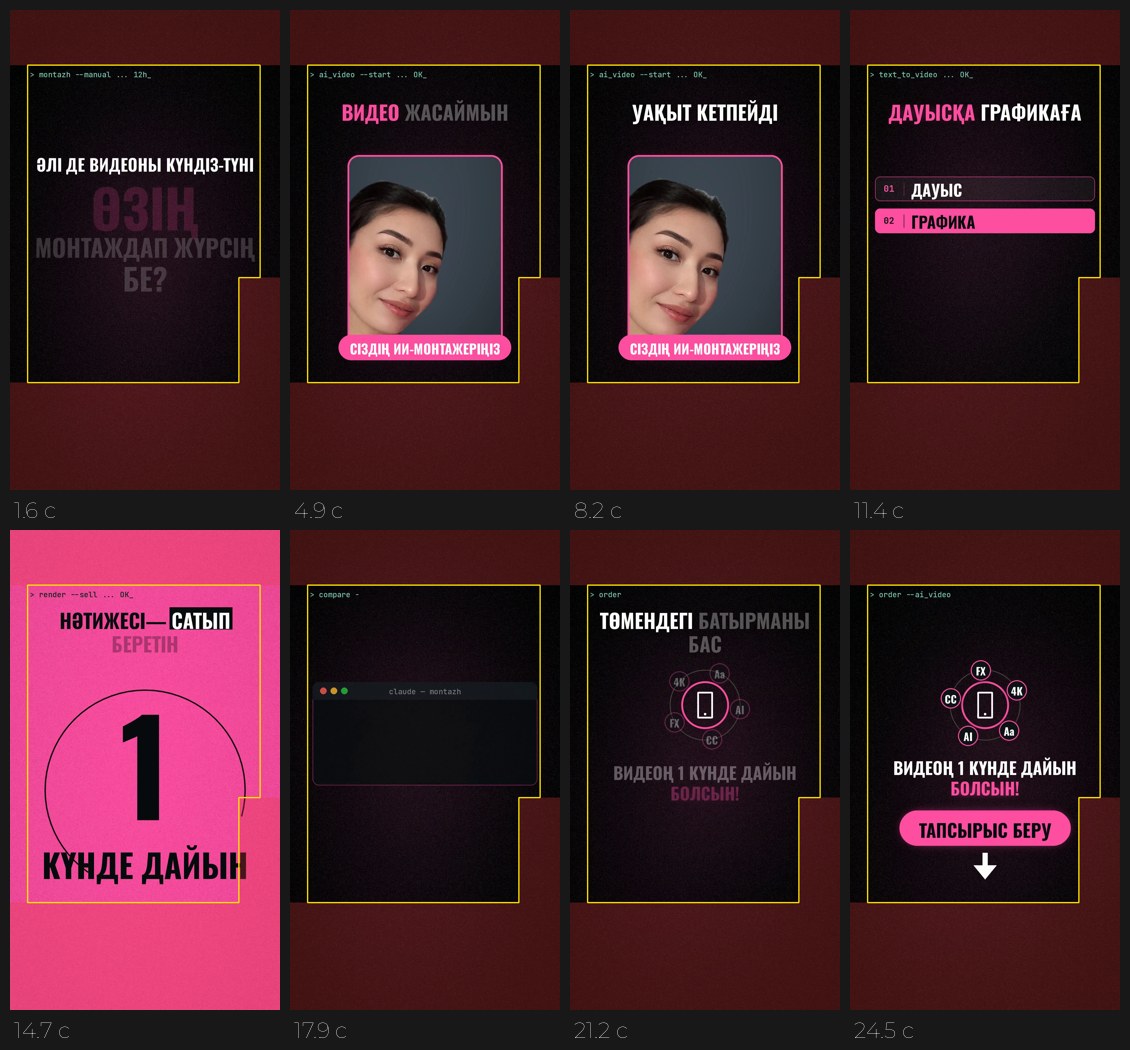 > montazh --manual ... 12h_
ӘЛІ ДЕ ВИДЕОНЫ КҮНДІЗ-ТҮНІ
ӨЗІҢ
МОНТАЖДАП ЖҮРСІҢ
БЕ?
1.6 с
> ai_video --start ... OK_
ВИДЕО ЖАСАЙМЫН
СІЗДІҢ ИИ-МОНТАЖЕРІҢІЗ
4.9 с
> ai_video --start ... OK_
УАҚЫТ КЕТПЕЙДІ
СІЗДІҢ ИИ-МОНТАЖЕРІҢІЗ
8.2 с
> text_to_video ... OK_
ДАУЫСҚА ГРАФИКАҒА
01 ДАУЫС
02 ГРАФИКА
11.4 с
> render --sell ... OK_
НӘТИЖЕСІ— САТЫП
БЕРЕТІН
1
КҮНДЕ ДАЙЫН
14.7 с
> compare -
claude — montazh
17.9 с
> order
ТӨМЕНДЕГІ БАТЫРМАНЫ
БАС
4K
Aa
FX
AI
CC
ВИДЕОҢ 1 КҮНДЕ ДАЙЫН
БОЛСЫН!
21.2 с
> order --ai_video
FX
CC
4K
AI
Aa
ВИДЕОҢ 1 КҮНДЕ ДАЙЫН
БОЛСЫН!
ТАПСЫРЫС БЕРУ
24.5 с